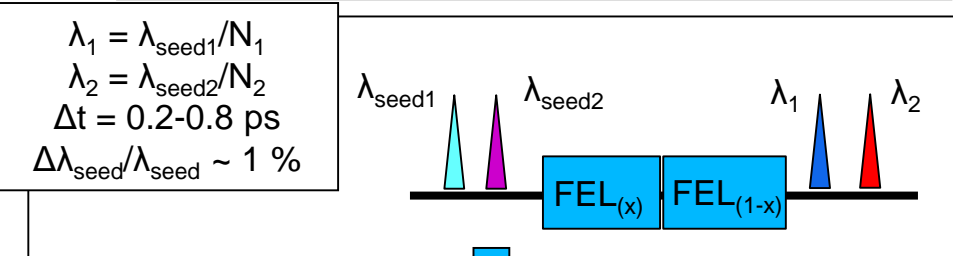 λ₁ = λseed1/N₁
λ₂ = λseed2/N₂
Δt = 0.2-0.8 ps
Δλseed/λseed ~ 1 %
λseed1
λseed2
λ₁
λ₂
FEL(x)
FEL(1-x)